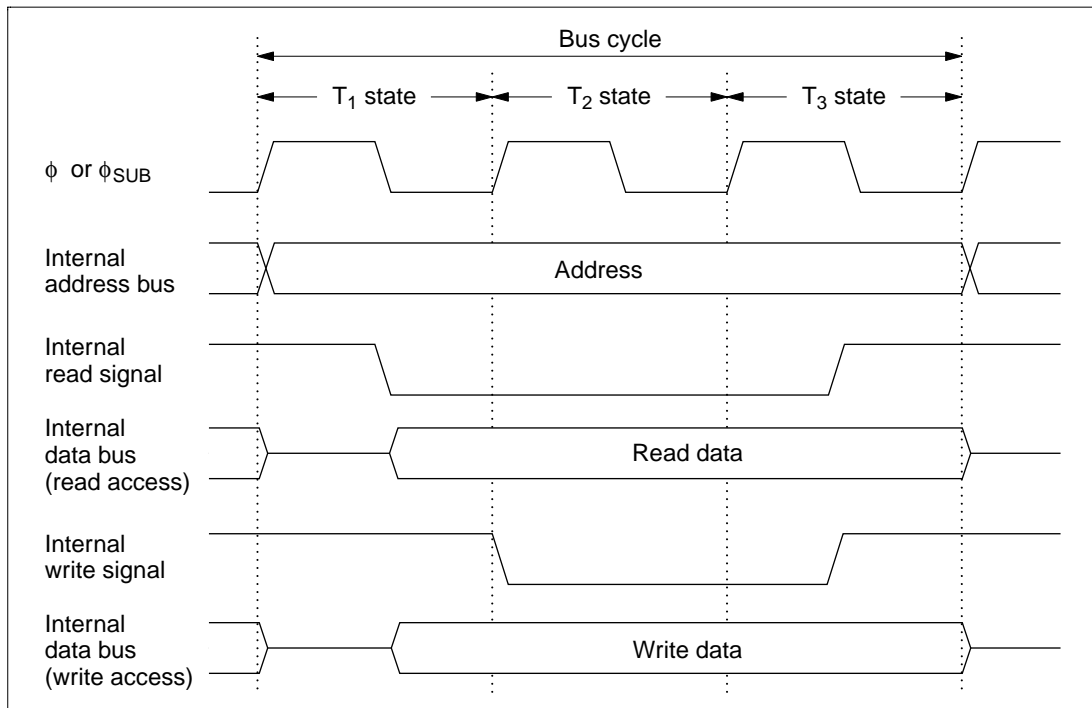 Bus cycle
T₁ state
T₂ state
T₃ state
ϕ or ϕSUB
Internal
address bus
Address
Internal
read signal
Internal
data bus
(read access)
Read data
Internal
write signal
Internal
data bus
(write access)
Write data